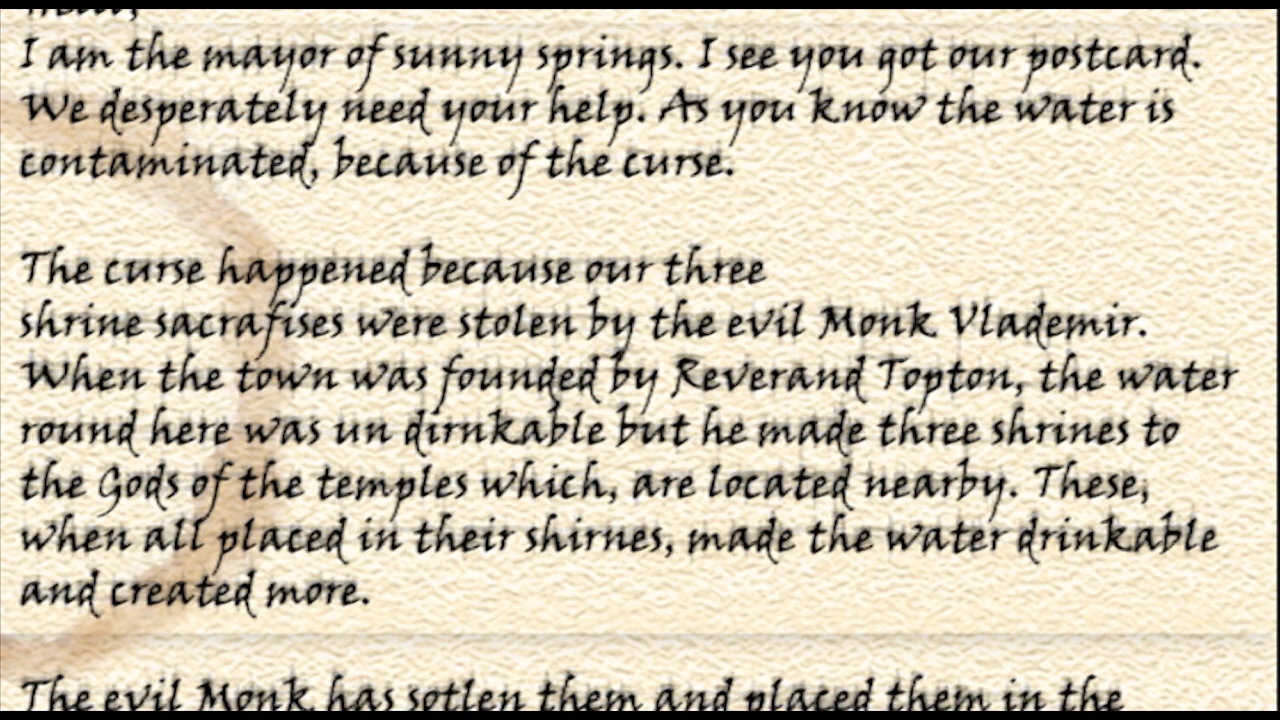 Hello,
I am the mayor of sunny springs. I see you got our postcard.
We desperately need your help. As you know the water is
contaminated, because of the curse.
The curse happened because our three
shrine sacrafises were stolen by the evil Monk Vlademir.
When the town was founded by Reverand Topton, the water
round here was un dirnkable but he made three shrines to
the Gods of the temples which, are located nearby. These,
when all placed in their shirnes, made the water drinkable
and created more.
The evil Monk has sotlen them and placed them in the